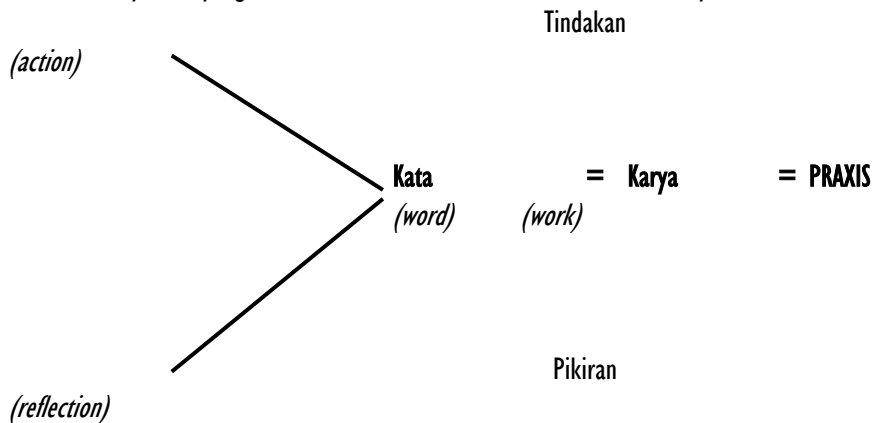 Tindakan
(action)
Kata = Karya = PRAXIS
(word) (work)
Pikiran
(reflection)